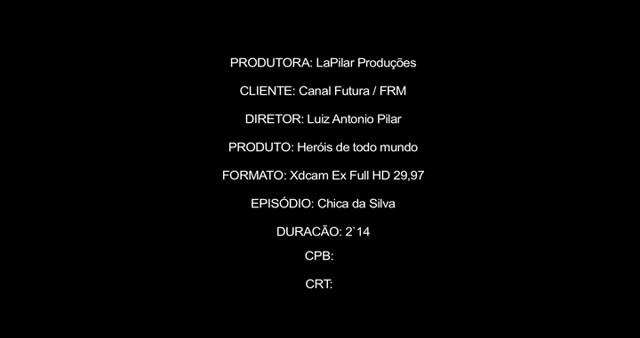 PRODUTORA: LaPilar Produções
CLIENTE: Canal Futura / FRM
DIRETOR: Luiz Antonio Pilar
PRODUTO: Heróis de todo mundo
FORMATO: Xdcam Ex Full HD 29,97
EPISÓDIO: Chica da Silva
DURACÃO: 2`14
CPB:
CRT: